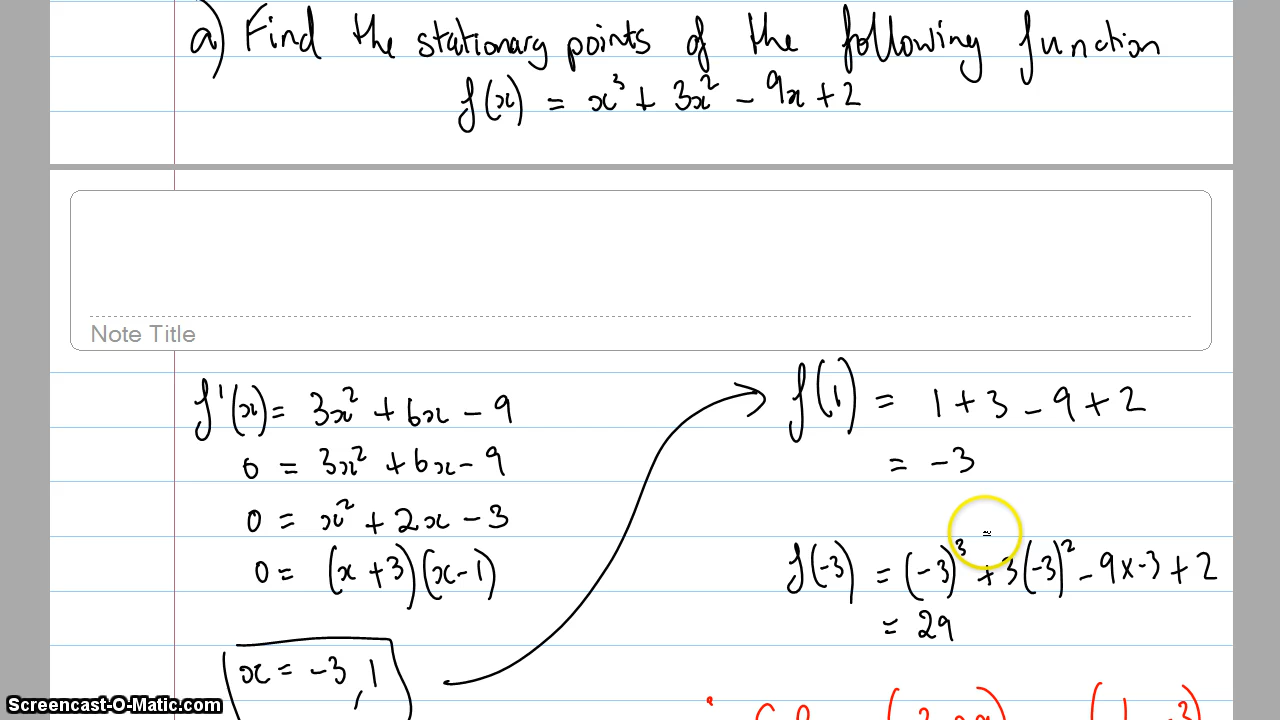 a) Find the stationary points of the following function
f(x) = x³ + 3x² - 9x + 2
Note Title
f'(x) = 3x² + 6x - 9
0 = 3x² + 6x - 9
0 = x² + 2x - 3
0 = (x + 3)(x - 1)
x = -3, 1
f(1) = 1 + 3 - 9 + 2
= -3
f(-3) = (-3)³ + 3(-3)² - 9 x -3 + 2
= 29
Screencast-O-Matic.com